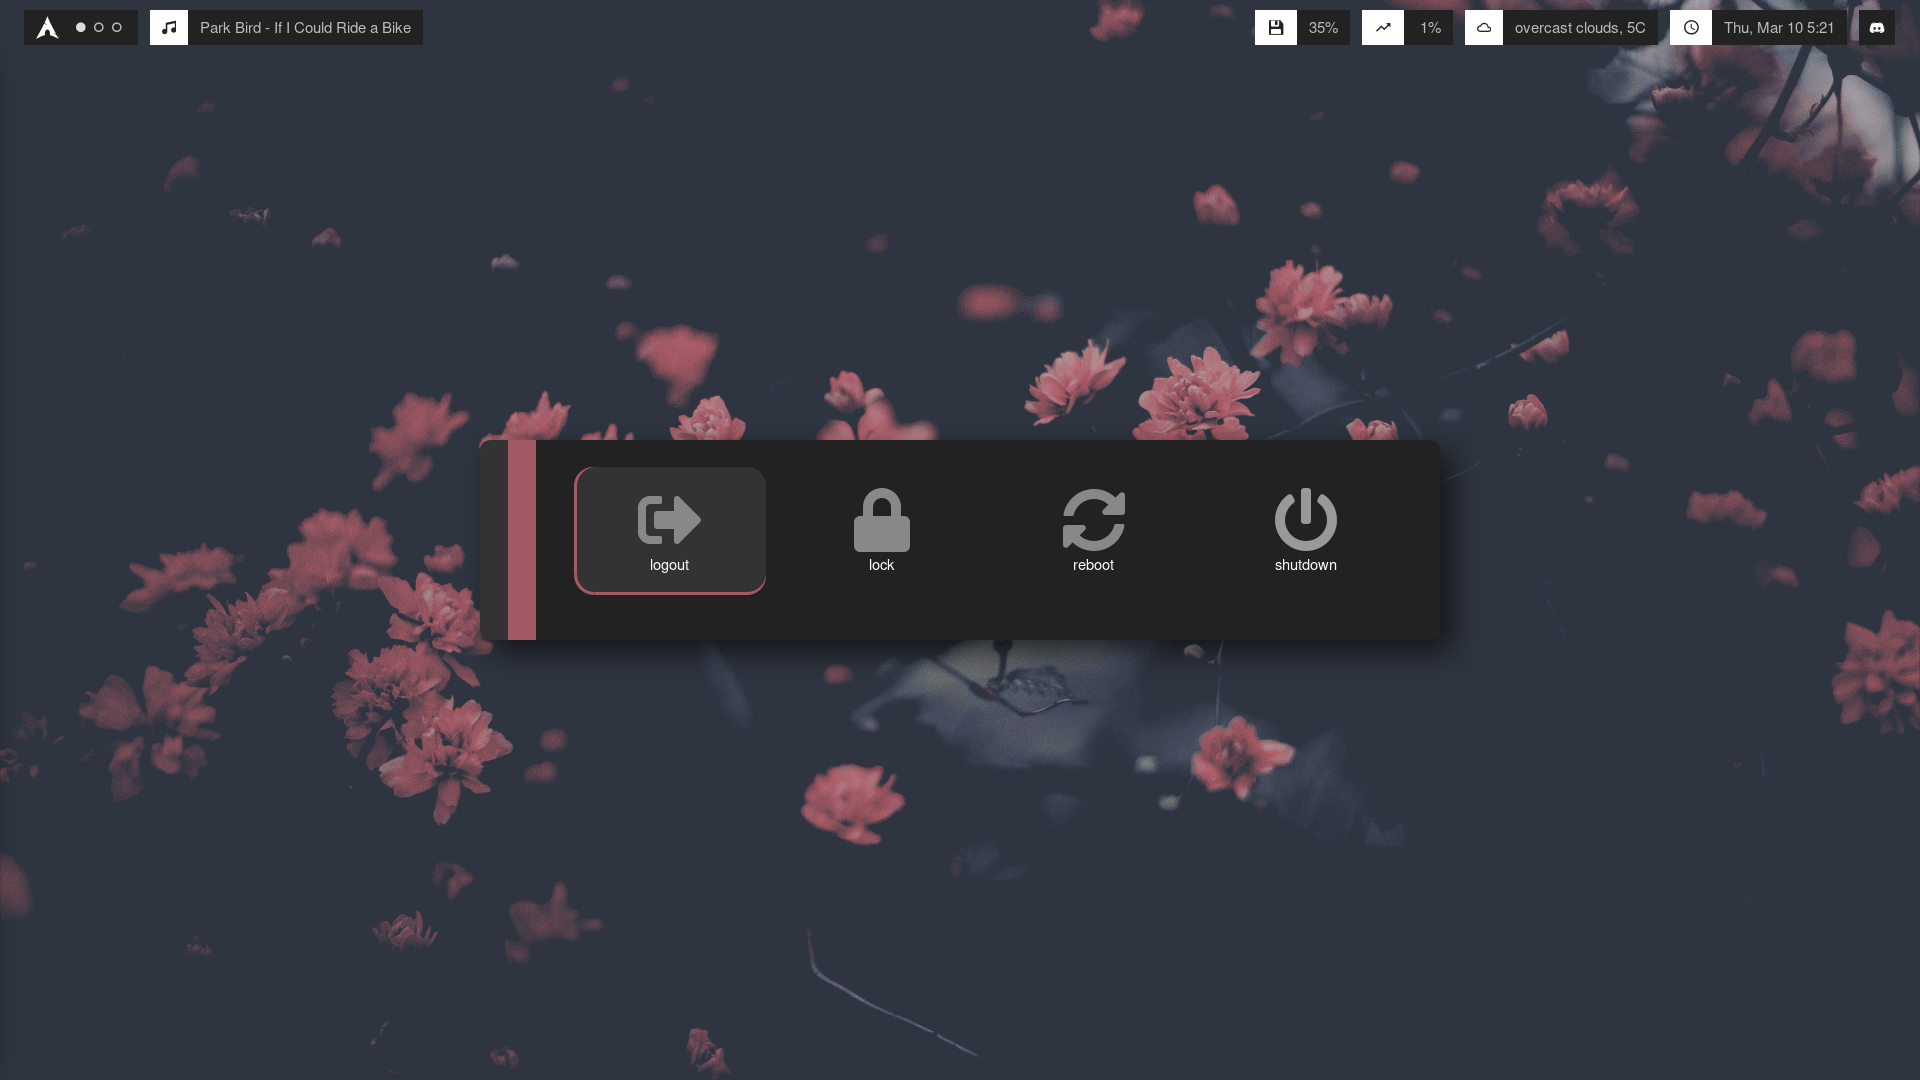 Park Bird - If I Could Ride a Bike
35%
1%
overcast clouds, 5C
Thu, Mar 10 5:21
logout
lock
reboot
shutdown